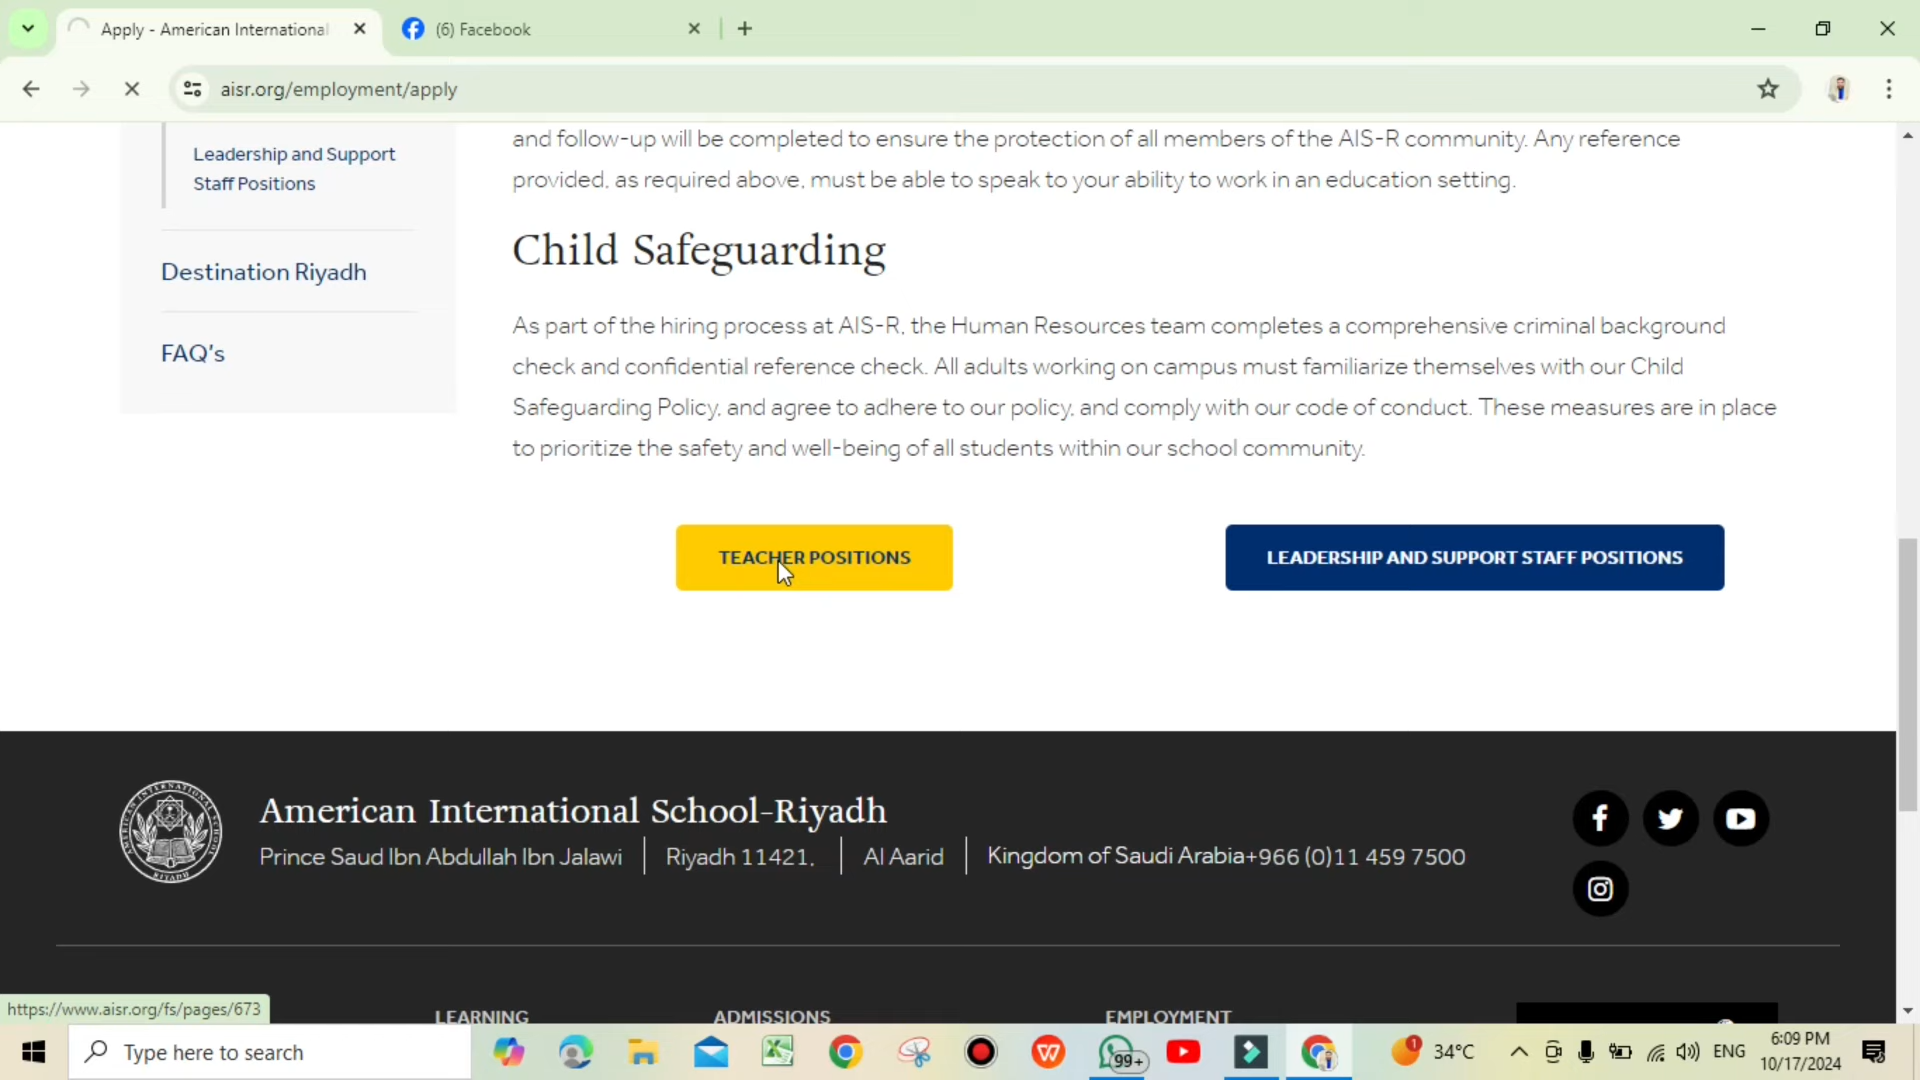 Apply - American International
(6) Facebook
aisr.org/employment/apply
Leadership and Support
Staff Positions
Destination Riyadh
FAQ's
and follow-up will be completed to ensure the protection of all members of the AIS-R community. Any reference
provided, as required above, must be able to speak to your ability to work in an education setting.
Child Safeguarding
As part of the hiring process at AIS-R, the Human Resources team completes a comprehensive criminal background
check and confidential reference check. All adults working on campus must familiarize themselves with our Child
Safeguarding Policy, and agree to adhere to our policy, and comply with our code of conduct. These measures are in place
to prioritize the safety and well-being of all students within our school community.
TEACHER POSITIONS
LEADERSHIP AND SUPPORT STAFF POSITIONS
AMERICAN INTERNATIONAL SCHOOL
RIYADH
American International School-Riyadh
Prince Saud Ibn Abdullah Ibn Jalawi
Riyadh 11421,
Al Aarid
Kingdom of Saudi Arabia+966 (0)11 459 7500
https://www.aisr.org/fs/pages/673
LEARNING
ADMISSIONS
EMPLOYMENT
Type here to search
99+
1
34°C
ENG
6:09 PM
10/17/2024